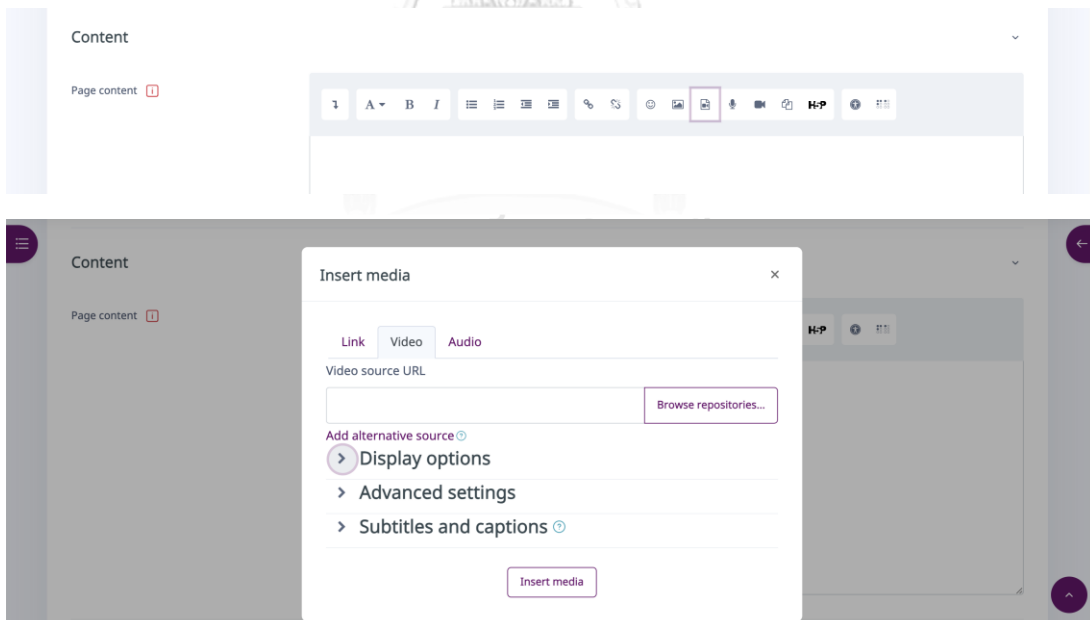 Content
Page content
A B I H-P
Content
Insert media
Page content
H-P
Link Video Audio
Video source URL
Browse repositories...
Add alternative source
Display options
Advanced settings
Subtitles and captions
Insert media